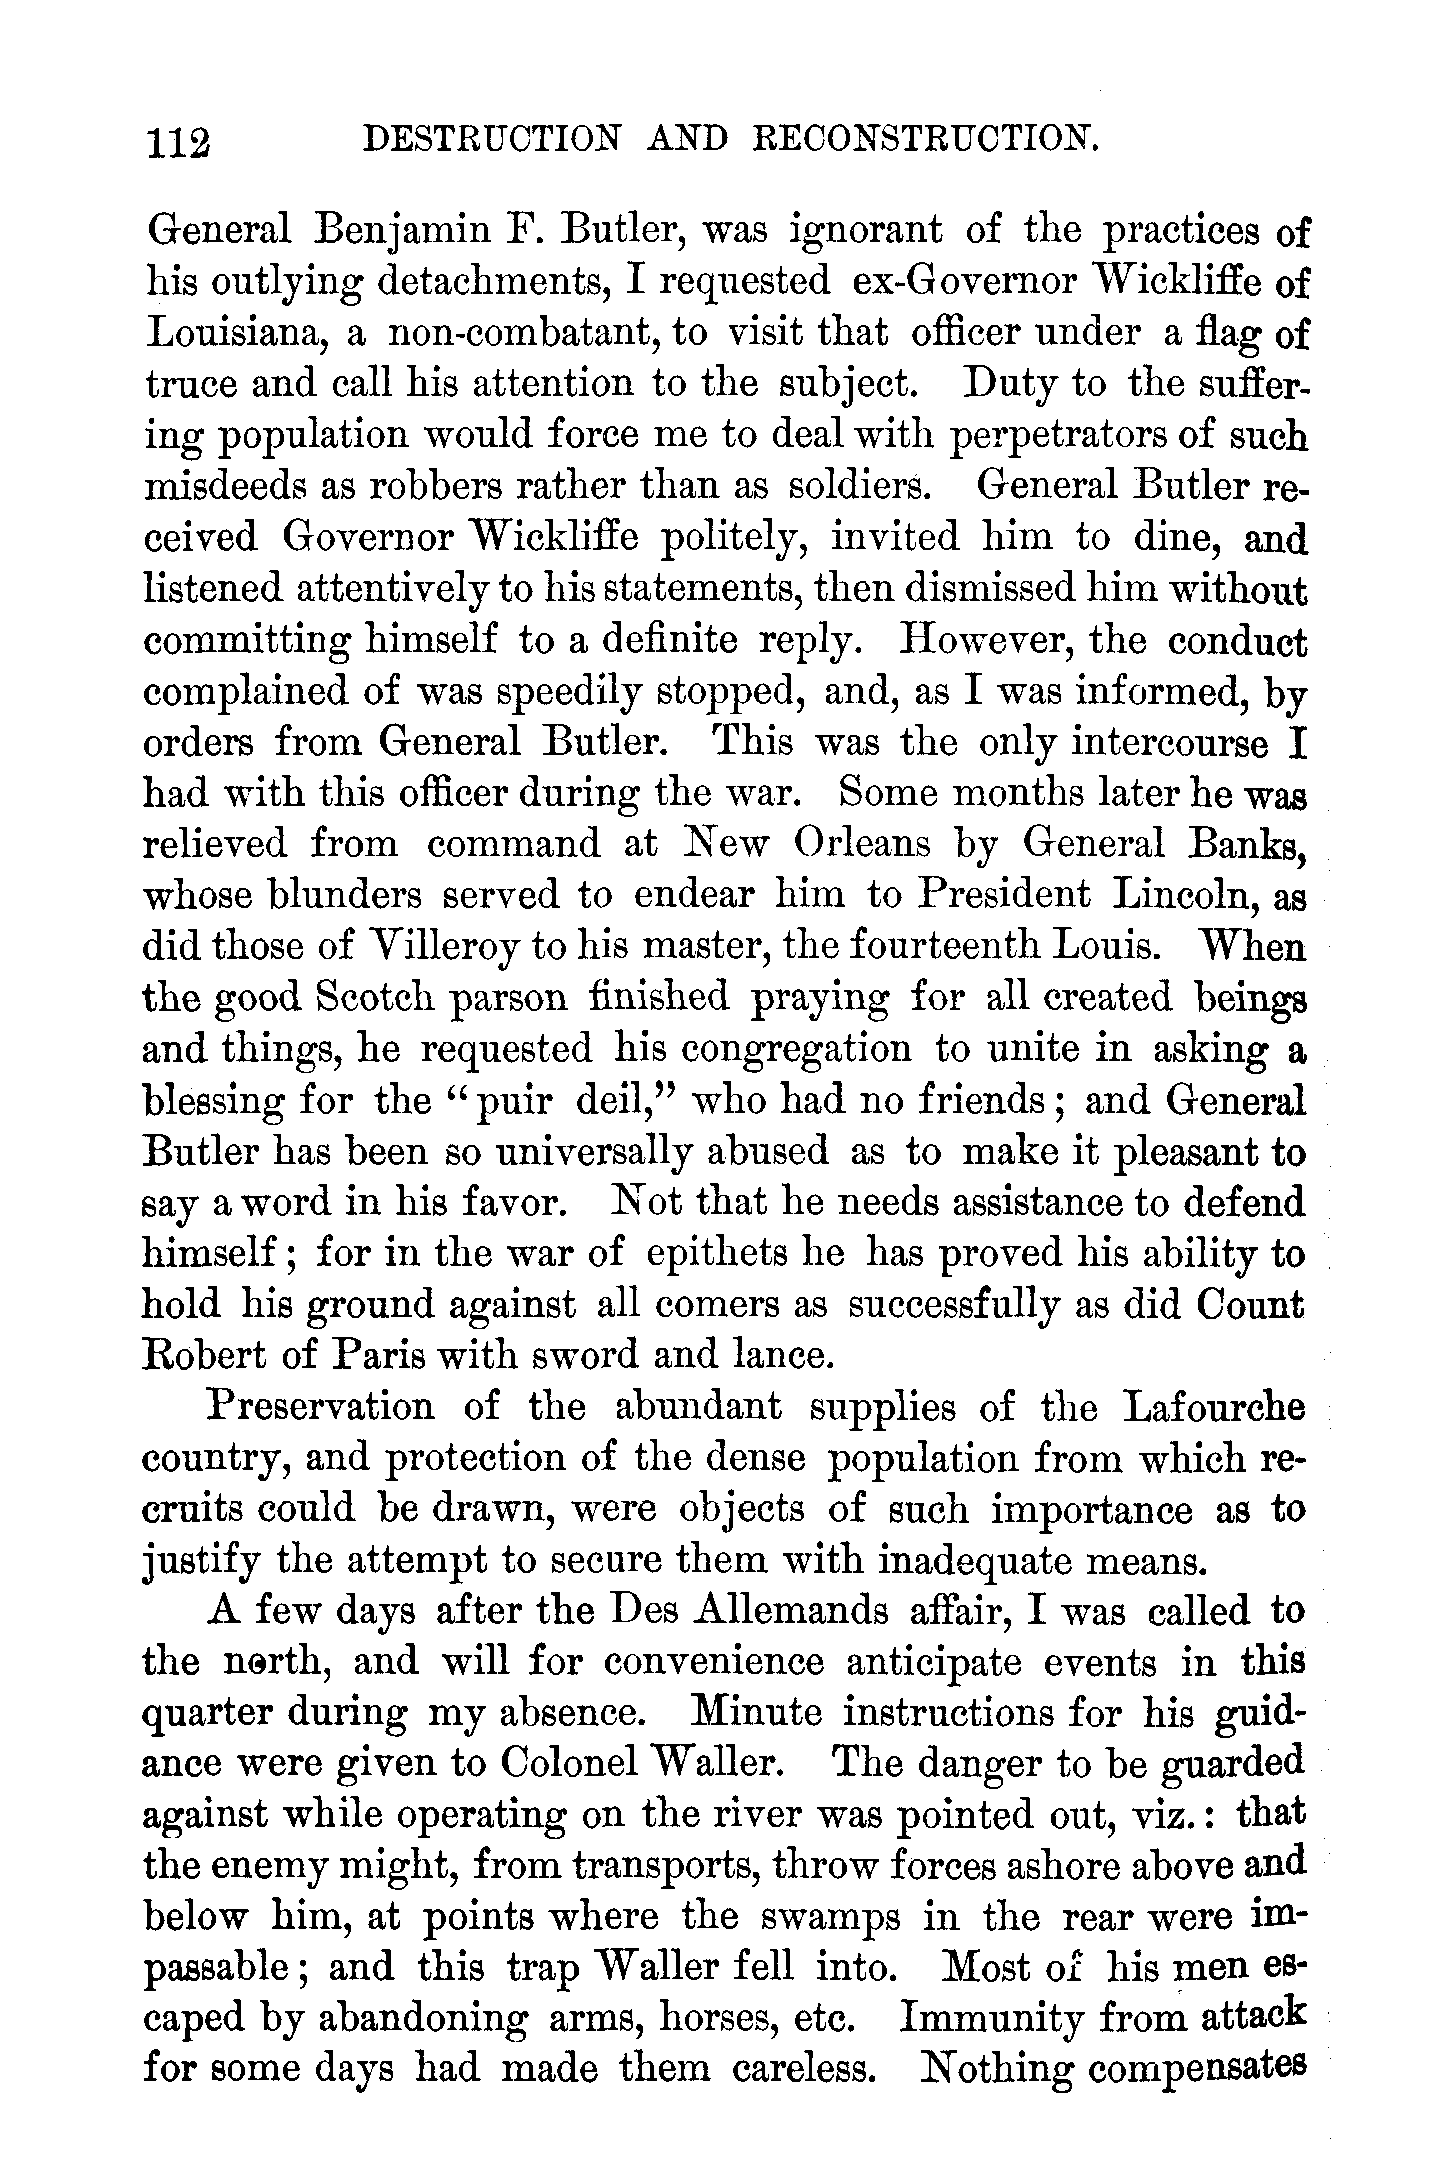 112 DESTRUCTION AND RECONSTRUCTION.
General Benjamin F. Butler, was ignorant of the practices of
his outlying detachments, I requested ex-Governor Wickliffe of
Louisiana, a non-combatant, to visit that officer under a flag of
truce and call his attention to the subject. Duty to the suffer-
ing population would force me to deal with perpetrators of such
misdeeds as robbers rather than as soldiers. General Butler re-
ceived Governor Wickliffe politely, invited him to dine, and
listened attentively to his statements, then dismissed him without
committing himself to a definite reply. However, the conduct
complained of was speedily stopped, and, as I was informed, by
orders from General Butler. This was the only intercourse I
had with this officer during the war. Some months later he was
relieved from command at New Orleans by General Banks,
whose blunders served to endear him to President Lincoln, as
did those of Villeroy to his master, the fourteenth Louis. When
the good Scotch parson finished praying for all created beings
and things, he requested his congregation to unite in asking a
blessing for the “puir deil,” who had no friends; and General
Butler has been so universally abused as to make it pleasant to
say a word in his favor. Not that he needs assistance to defend
himself; for in the war of epithets he has proved his ability to
hold his ground against all comers as successfully as did Count
Robert of Paris with sword and lance.
Preservation of the abundant supplies of the Lafourche
country, and protection of the dense population from which re-
cruits could be drawn, were objects of such importance as to
justify the attempt to secure them with inadequate means.
A few days after the Des Allemands affair, I was called to
the north, and will for convenience anticipate events in this
quarter during my absence. Minute instructions for his guid-
ance were given to Colonel Waller. The danger to be guarded
against while operating on the river was pointed out, viz.: that
the enemy might, from transports, throw forces ashore above and
below him, at points where the swamps in the rear were im-
passable; and this trap Waller fell into. Most of his men es-
caped by abandoning arms, horses, etc. Immunity from attack
for some days had made them careless. Nothing compensates